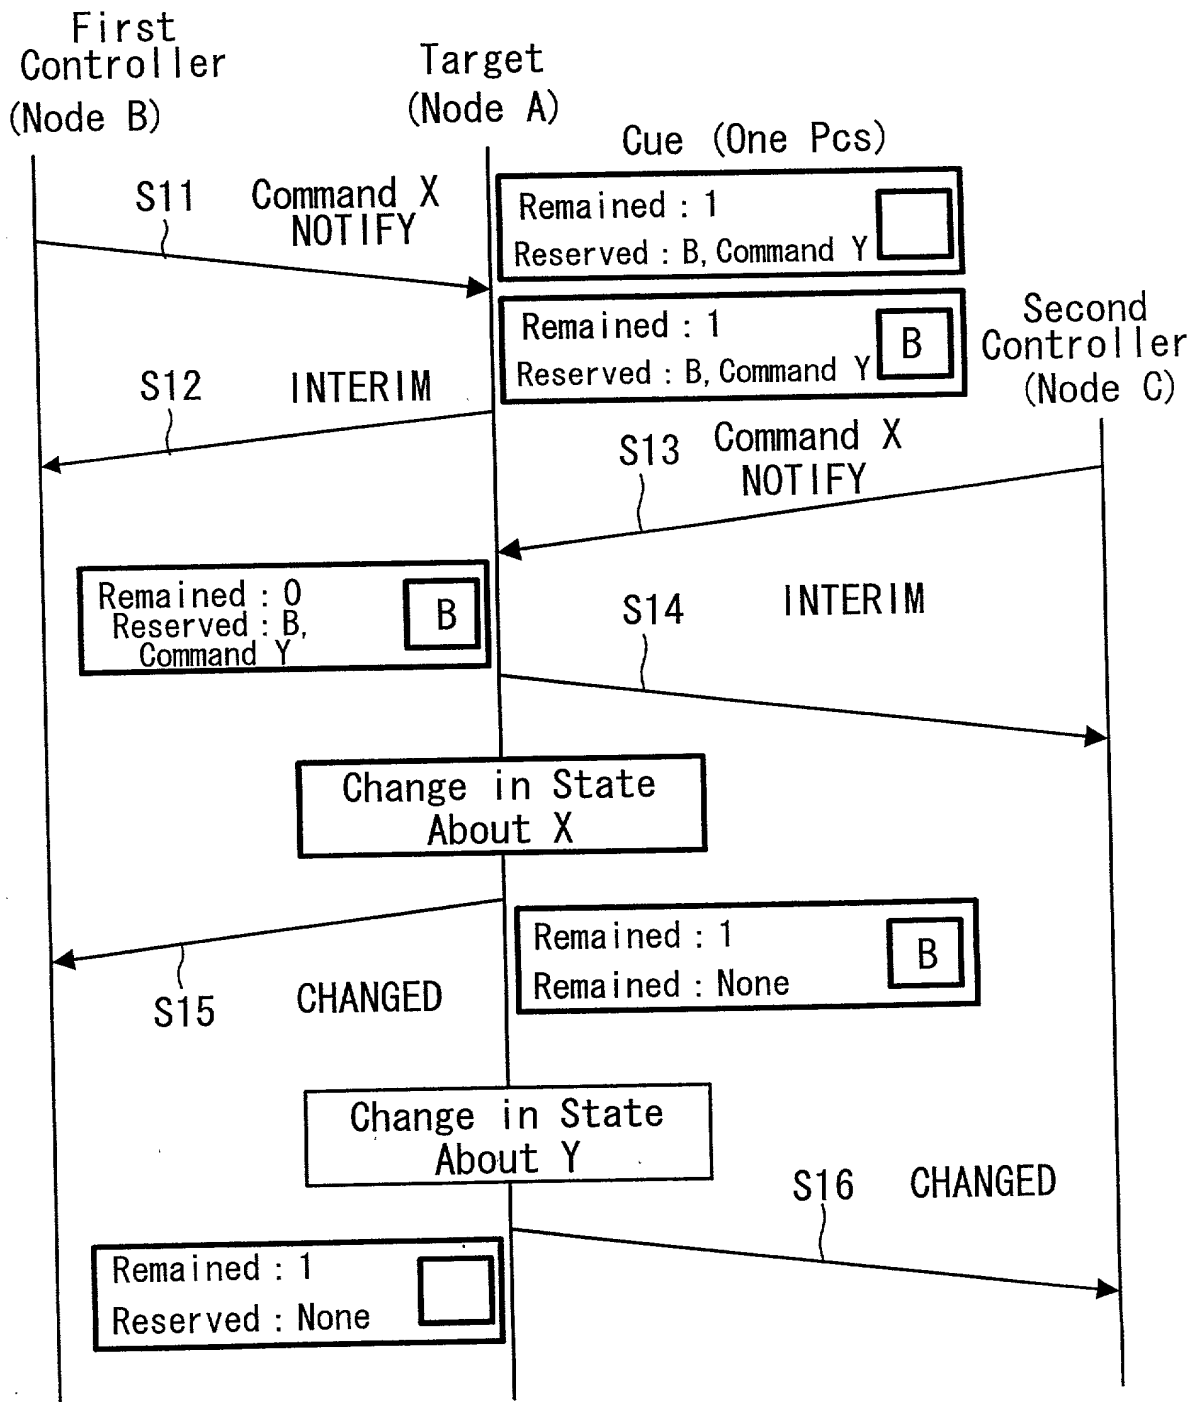 First
Controller
(Node B)
Target
(Node A)
Cue (One Pcs)
S11
Command X
NOTIFY
Remained : 1
Reserved : B, Command Y
Remained : 1
Reserved : B, Command Y
B
Second
Controller
(Node C)
S12
INTERIM
S13
Command X
NOTIFY
Remained : 0
Reserved : B,
Command Y
B
S14
INTERIM
Change in State
About X
Remained : 1
Remained : None
B
S15
CHANGED
Change in State
About Y
S16
CHANGED
Remained : 1
Reserved : None